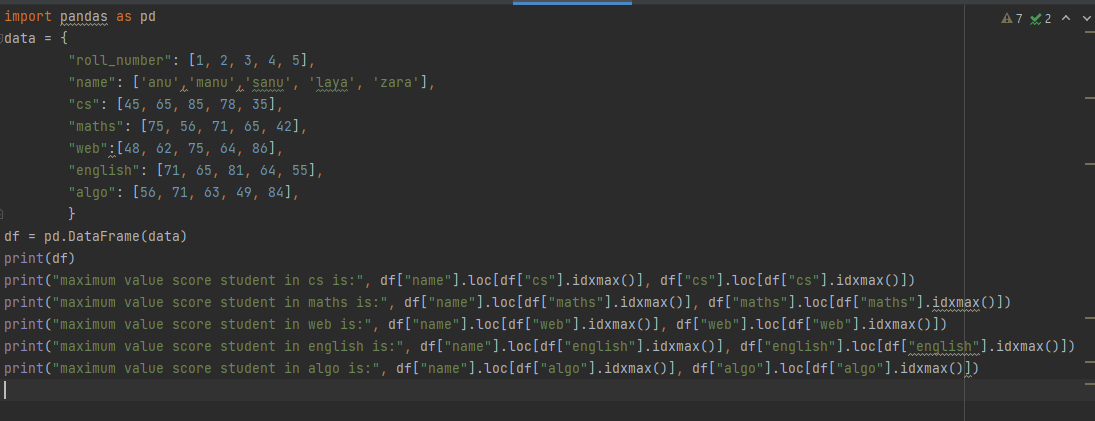 import pandas as pd
7 2
data = {
"roll_number": [1, 2, 3, 4, 5],
"name": ['anu','manu','sanu', 'laya', 'zara'],
"cs": [45, 65, 85, 78, 35],
"maths": [75, 56, 71, 65, 42],
"web":[48, 62, 75, 64, 86],
"english": [71, 65, 81, 64, 55],
"algo": [56, 71, 63, 49, 84],
}
df = pd.DataFrame(data)
print(df)
print("maximum value score student in cs is:", df["name"].loc[df["cs"].idxmax()], df["cs"].loc[df["cs"].idxmax()])
print("maximum value score student in maths is:", df["name"].loc[df["maths"].idxmax()], df["maths"].loc[df["maths"].idxmax()])
print("maximum value score student in web is:", df["name"].loc[df["web"].idxmax()], df["web"].loc[df["web"].idxmax()])
print("maximum value score student in english is:", df["name"].loc[df["english"].idxmax()], df["english"].loc[df["english"].idxmax()])
print("maximum value score student in algo is:", df["name"].loc[df["algo"].idxmax()], df["algo"].loc[df["algo"].idxmax()])